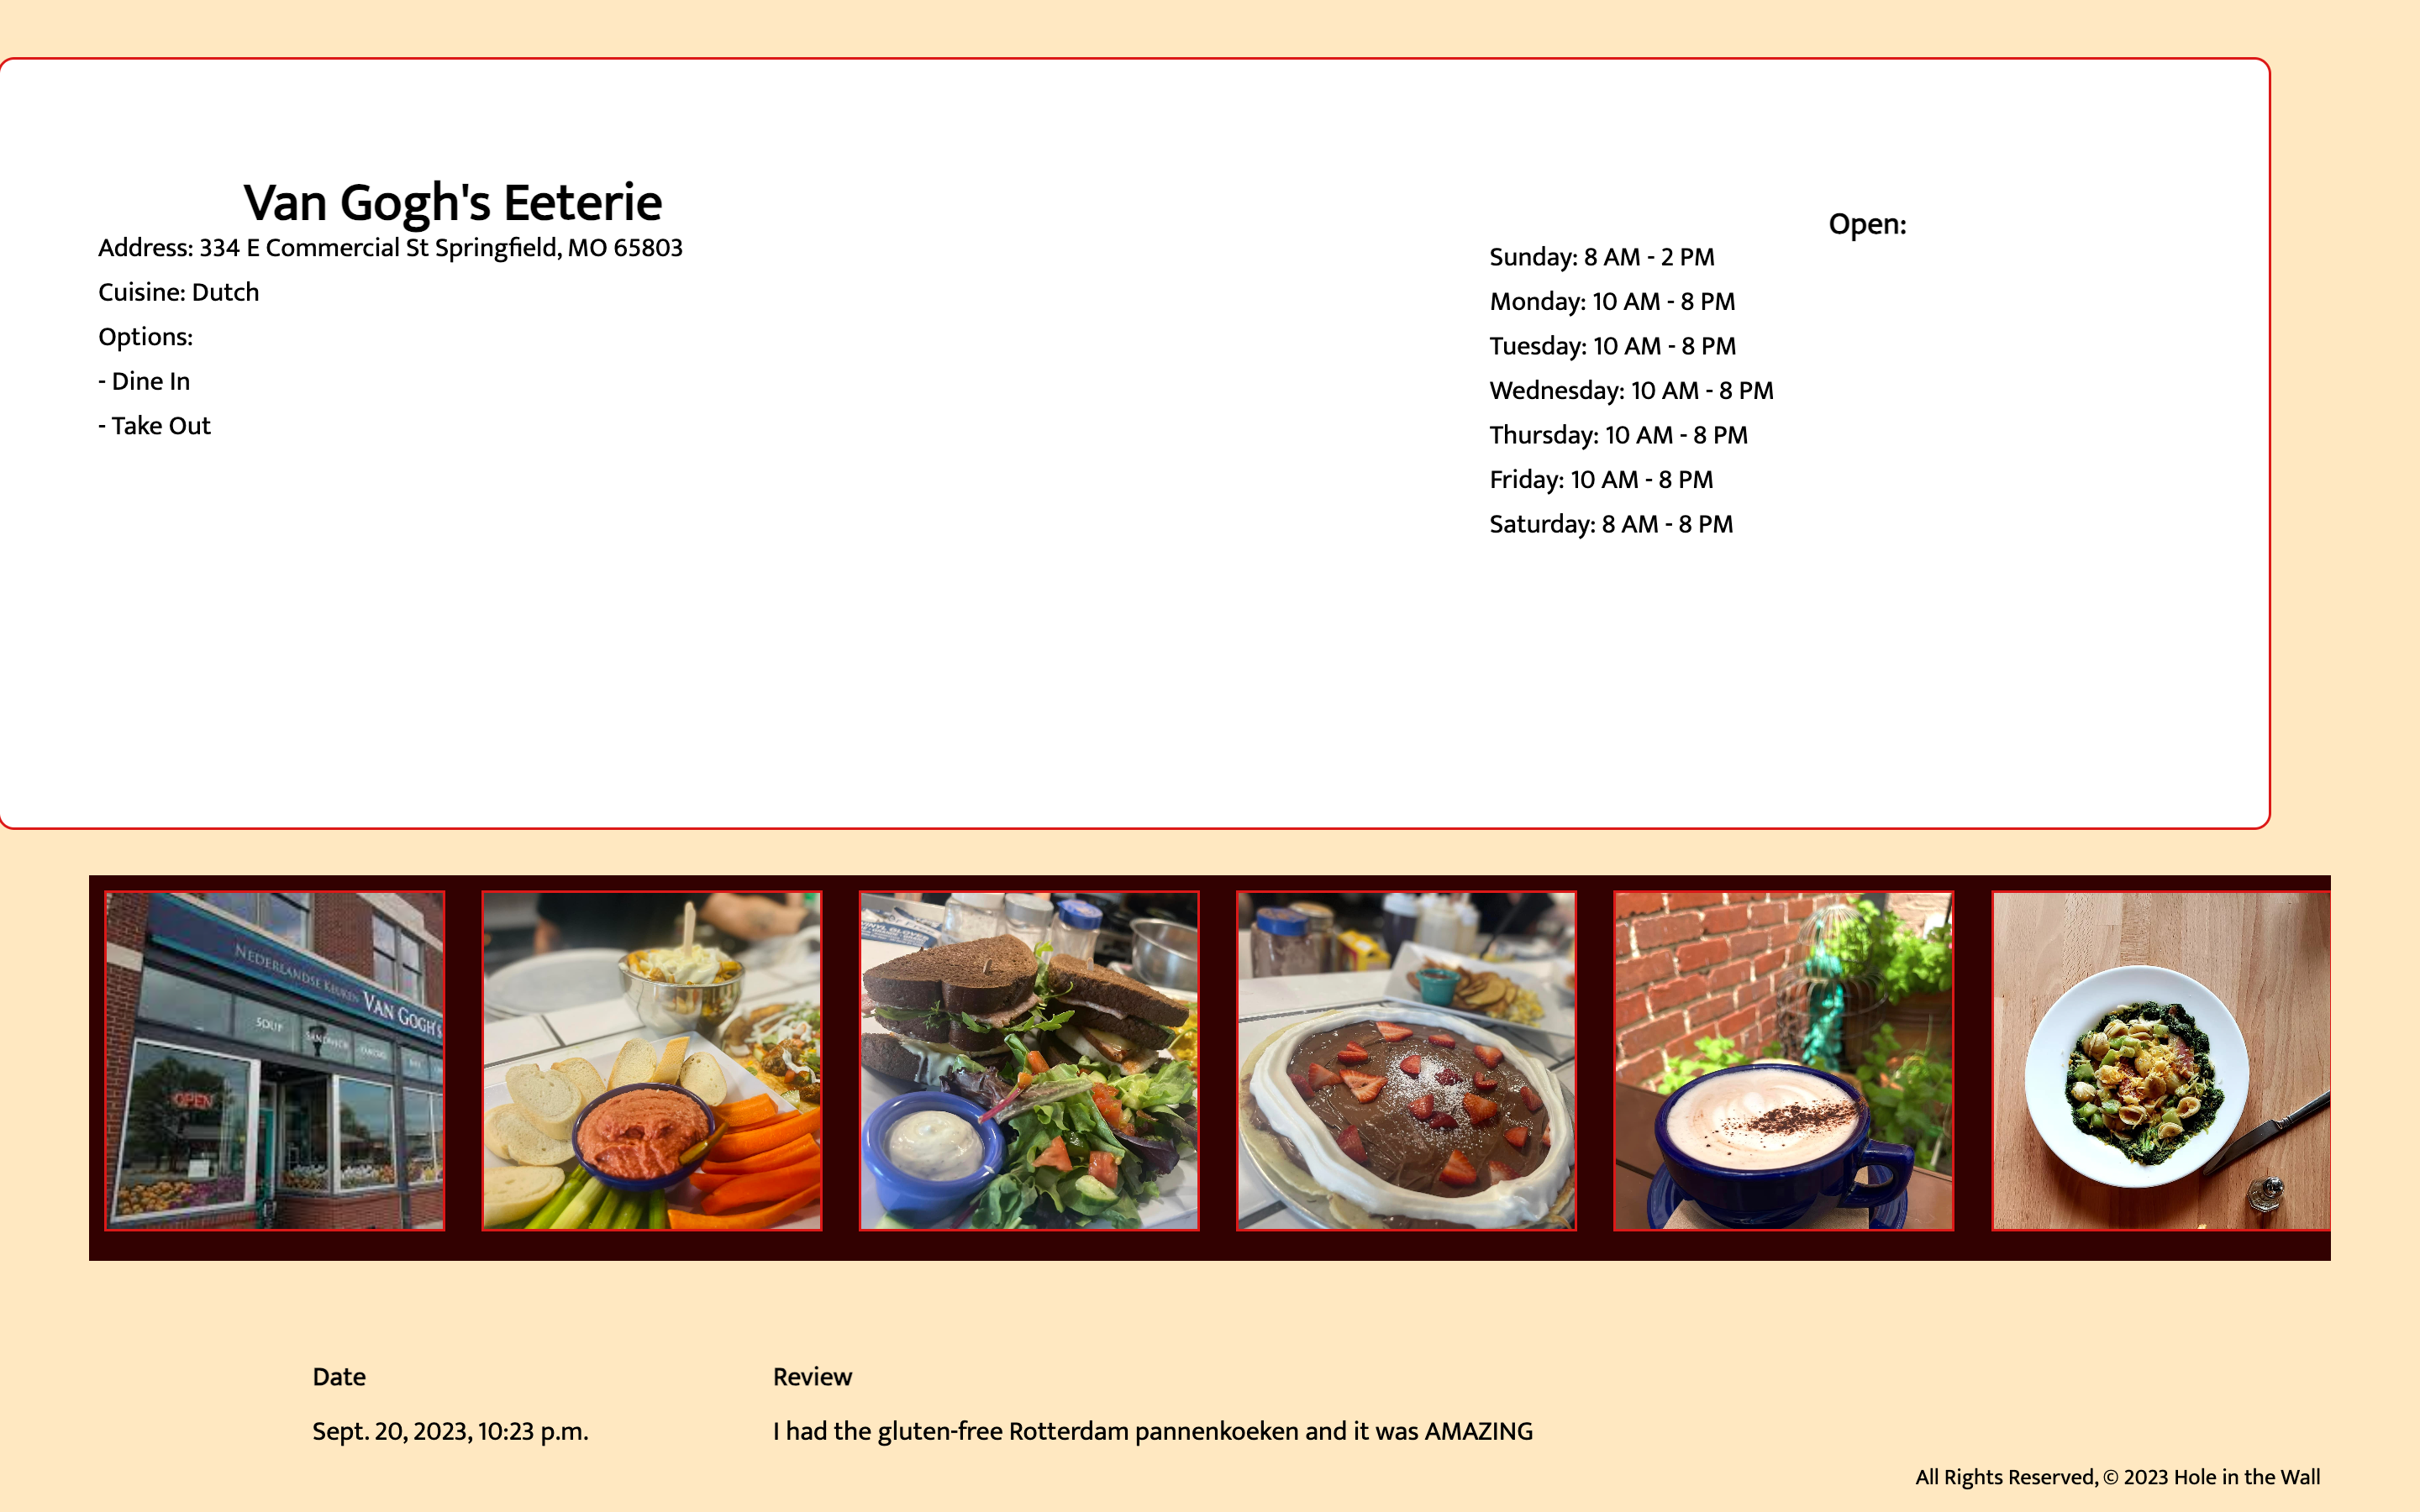 Van Gogh's Eeterie
Address: 334 E Commercial St Springfield, MO 65803
Cuisine: Dutch
Options:
- Dine In
- Take Out
Open:
Sunday: 8 AM - 2 PM
Monday: 10 AM - 8 PM
Tuesday: 10 AM - 8 PM
Wednesday: 10 AM - 8 PM
Thursday: 10 AM - 8 PM
Friday: 10 AM - 8 PM
Saturday: 8 AM - 8 PM
NEDERLANDSE KEUKEN VAN GOGH'S
SOUP SANDWICH
OPEN
Date Review
Sept. 20, 2023, 10:23 p.m. I had the gluten-free Rotterdam pannenkoeken and it was AMAZING
All Rights Reserved, © 2023 Hole in the Wall